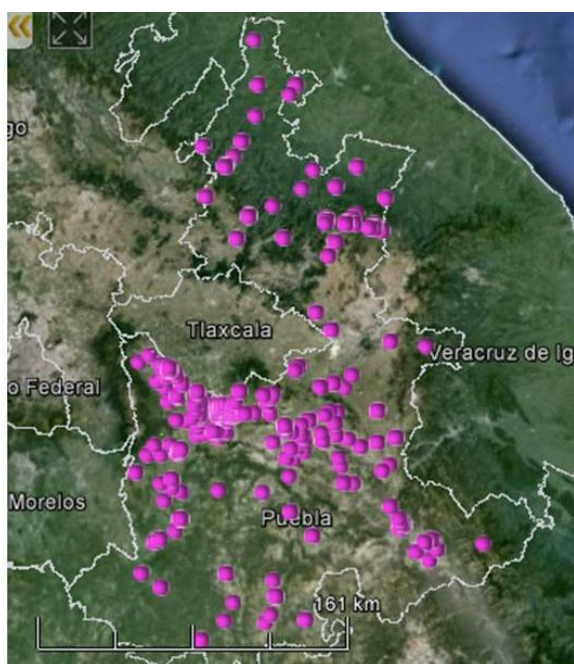 go
Tlaxcala
Veracruz de Ig
o Federal
Morelos
Puebla
161 km